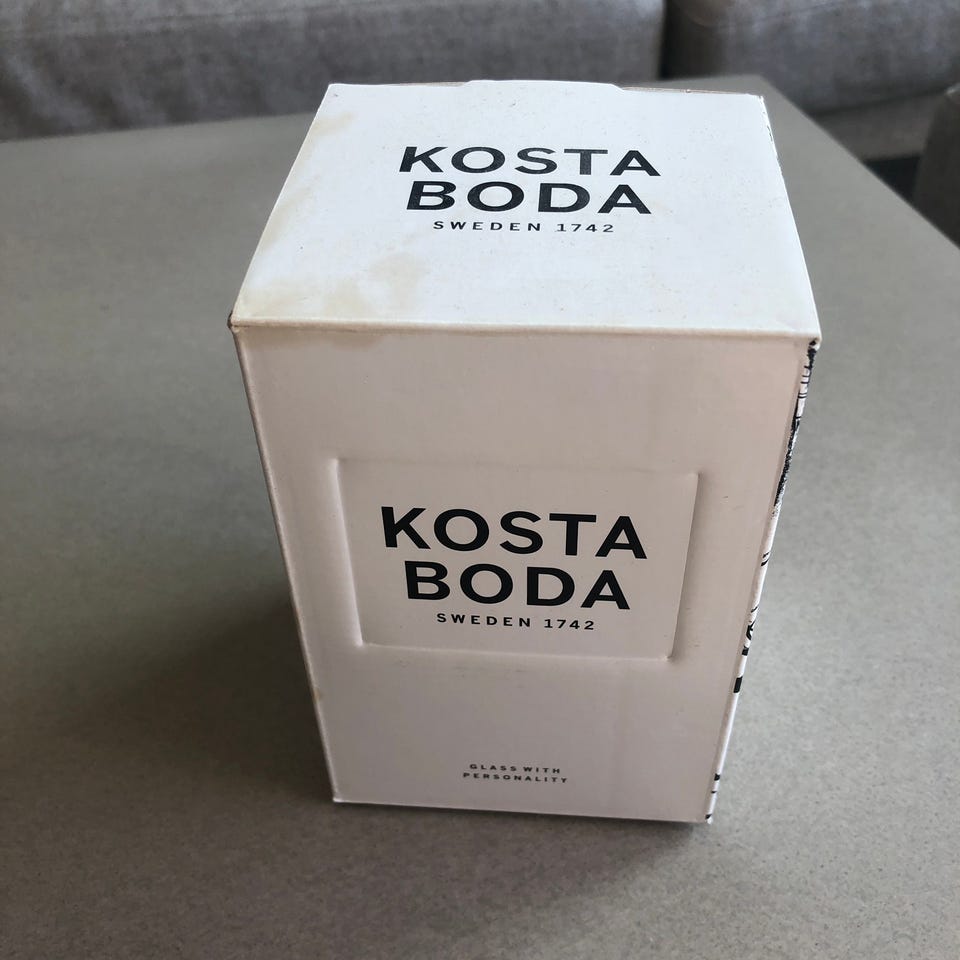 KOSTA
BODA
SWEDEN 1742
KOSTA
BODA
SWEDEN 1742
GLASS WITH
PERSONALITY